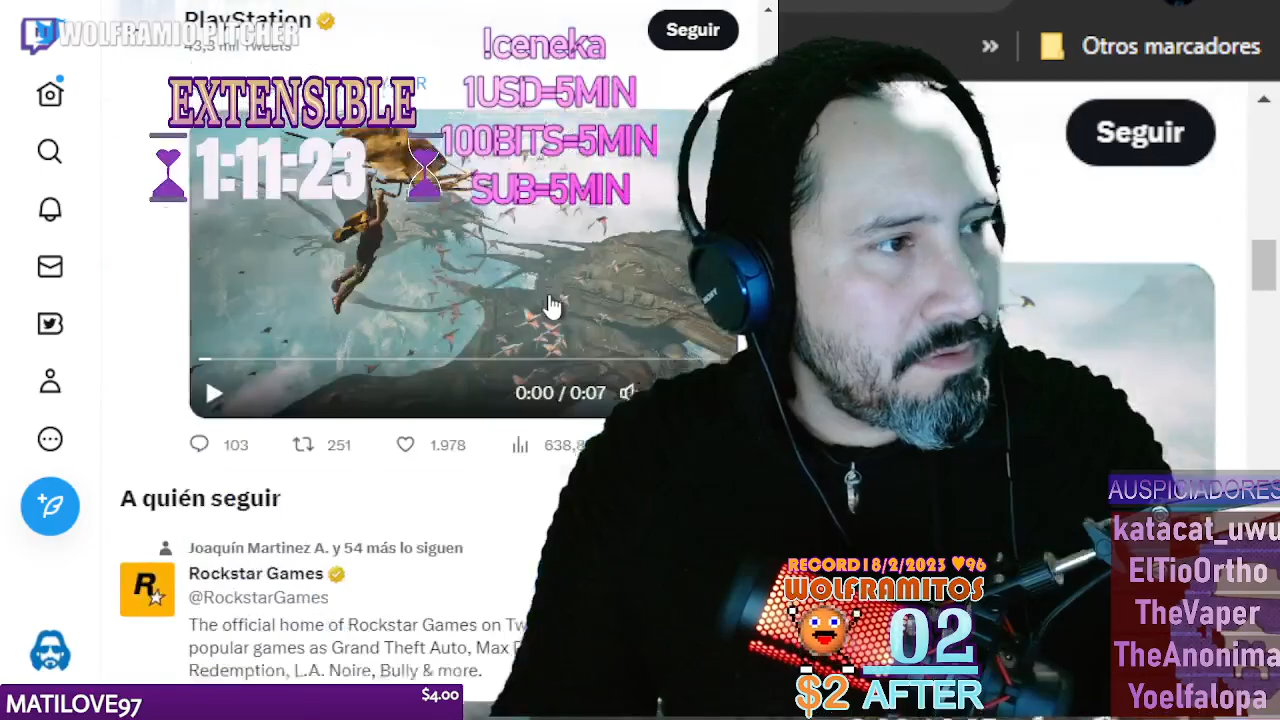 PlayStation
WOLFRAMIO PITCHER
43,3 mil Tweets
Seguir
Otros marcadores
Seguir
!ceneka
1USD=5MIN
100BITS=5MIN
SUB=5MIN
EXTENSIBLE
1:11:23
0:00 / 0:07
103
251
1.978
638,8
A quién seguir
Joaquín Martinez A. y 54 más lo siguen
Rockstar Games
@RockstarGames
The official home of Rockstar Games on Tw
popular games as Grand Theft Auto, Max
Redemption, L.A. Noire, Bully & more.
AUSPICIADORES
katacat_uwu
ElTioOrtho
TheVaper
TheAnonima
Yoelfalopa
RECORD 18/2/2023 ♥96
WOLFRAMITOS
02
$2 AFTER
MATILOVE97
$4.00
SONY